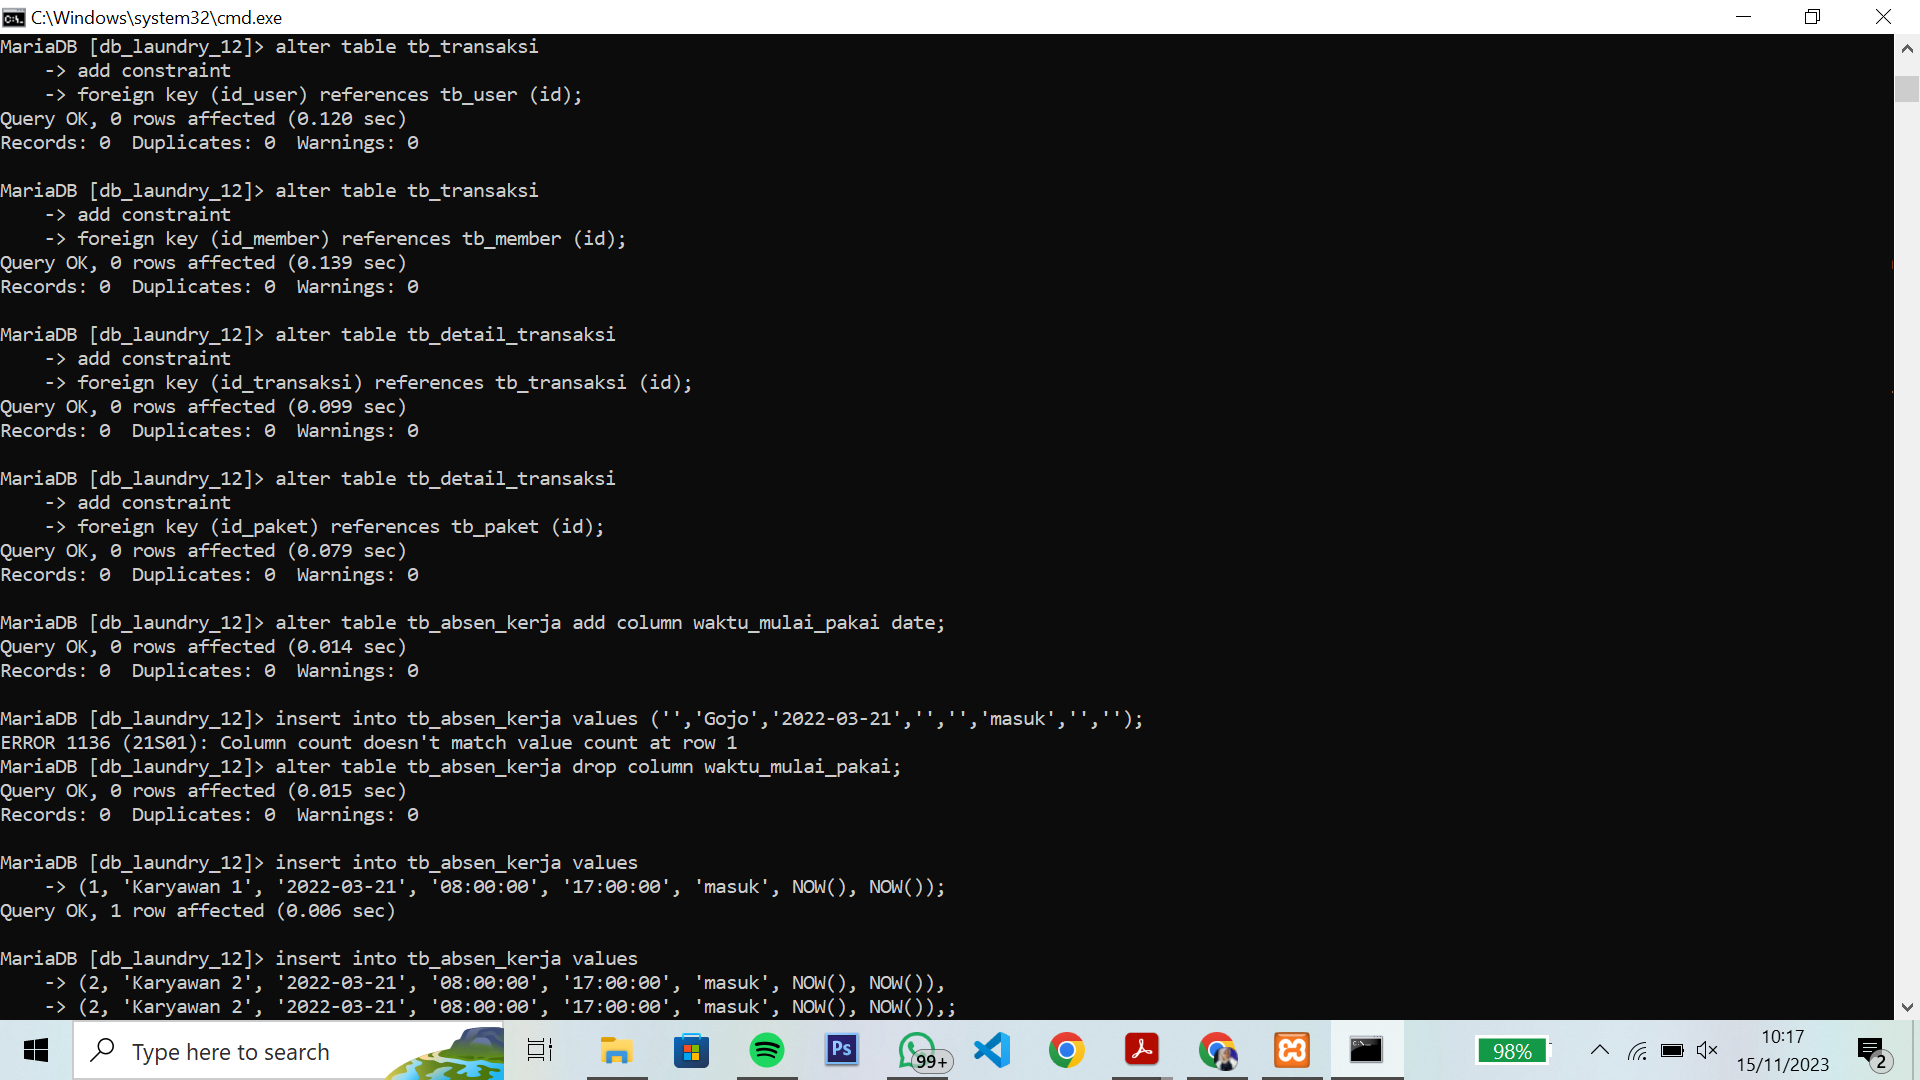 C:\Windows\system32\cmd.exe
MariaDB [db_laundry_12]> alter table tb_transaksi
    -> add constraint
    -> foreign key (id_user) references tb_user (id);
Query OK, 0 rows affected (0.120 sec)
Records: 0  Duplicates: 0  Warnings: 0

MariaDB [db_laundry_12]> alter table tb_transaksi
    -> add constraint
    -> foreign key (id_member) references tb_member (id);
Query OK, 0 rows affected (0.139 sec)
Records: 0  Duplicates: 0  Warnings: 0

MariaDB [db_laundry_12]> alter table tb_detail_transaksi
    -> add constraint
    -> foreign key (id_transaksi) references tb_transaksi (id);
Query OK, 0 rows affected (0.099 sec)
Records: 0  Duplicates: 0  Warnings: 0

MariaDB [db_laundry_12]> alter table tb_detail_transaksi
    -> add constraint
    -> foreign key (id_paket) references tb_paket (id);
Query OK, 0 rows affected (0.079 sec)
Records: 0  Duplicates: 0  Warnings: 0

MariaDB [db_laundry_12]> alter table tb_absen_kerja add column waktu_mulai_pakai date;
Query OK, 0 rows affected (0.014 sec)
Records: 0  Duplicates: 0  Warnings: 0

MariaDB [db_laundry_12]> insert into tb_absen_kerja values ('','Gojo','2022-03-21','','','masuk','','');
ERROR 1136 (21S01): Column count doesn't match value count at row 1
MariaDB [db_laundry_12]> alter table tb_absen_kerja drop column waktu_mulai_pakai;
Query OK, 0 rows affected (0.015 sec)
Records: 0  Duplicates: 0  Warnings: 0

MariaDB [db_laundry_12]> insert into tb_absen_kerja values
    -> (1, 'Karyawan 1', '2022-03-21', '08:00:00', '17:00:00', 'masuk', NOW(), NOW());
Query OK, 1 row affected (0.006 sec)

MariaDB [db_laundry_12]> insert into tb_absen_kerja values
    -> (2, 'Karyawan 2', '2022-03-21', '08:00:00', '17:00:00', 'masuk', NOW(), NOW()),
    -> (2, 'Karyawan 2', '2022-03-21', '08:00:00', '17:00:00', 'masuk', NOW(), NOW()),;
Type here to search
Ps
99+
98%
10:17
15/11/2023
2